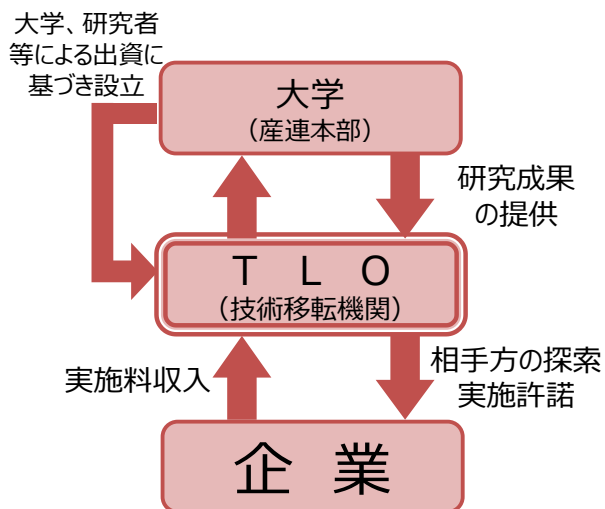 大学、研究者
等による出資に
基づき設立
大学
（産連本部）
研究成果
の提供
T L O
（技術移転機関）
実施料収入
相手方の探索
実施許諾
企 業